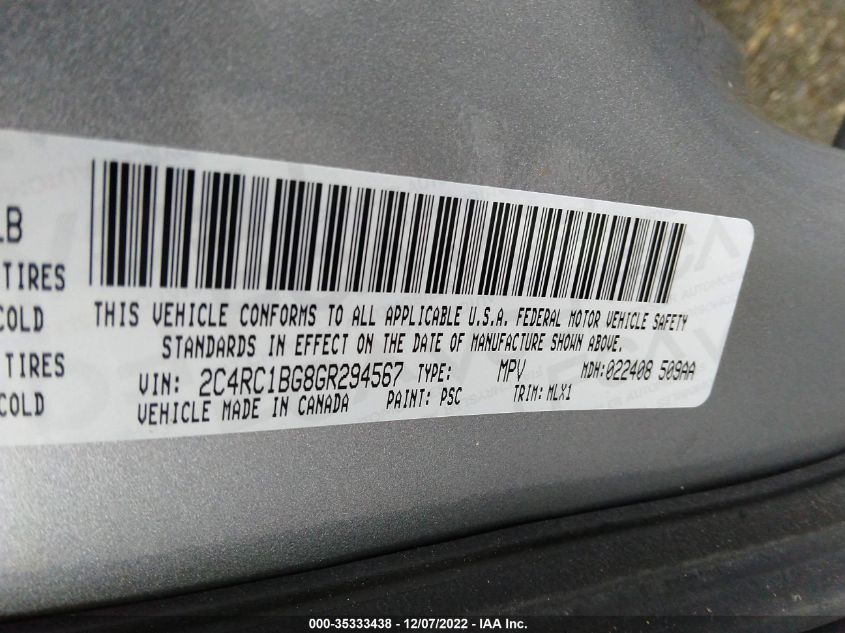 LB
TIRES
COLD
TIRES
COLD
THIS VEHICLE CONFORMS TO ALL APPLICABLE U.S.A. FEDERAL MOTOR VEHICLE SAFETY
STANDARDS IN EFFECT ON THE DATE OF MANUFACTURE SHOWN ABOVE.
VIN: 2C4RC1BG8GR294567 TYPE: MPV MDH:022408 509AA
VEHICLE MADE IN CANADA PAINT: PSC TRIM: MLX1
000-35333438 - 12/07/2022 - IAA Inc.